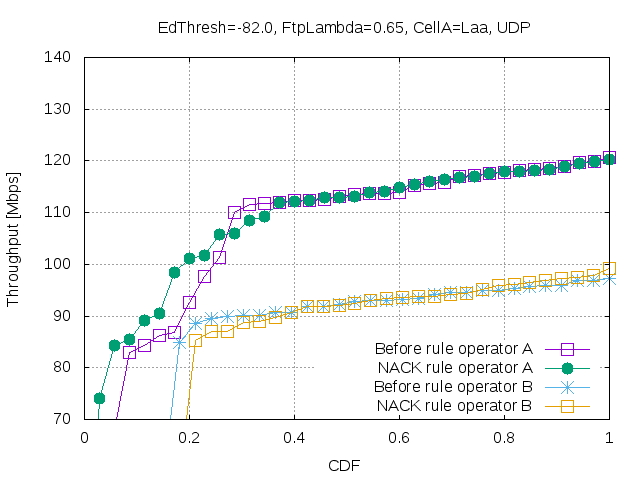 EdThresh=-82.0, FtpLambda=0.65, CellA=Laa, UDP
140
130
120
110
100
90
80
70
Throughput [Mbps]
Before rule operator A
NACK rule operator A
Before rule operator B
NACK rule operator B
0
0.2
0.4
0.6
0.8
1
CDF